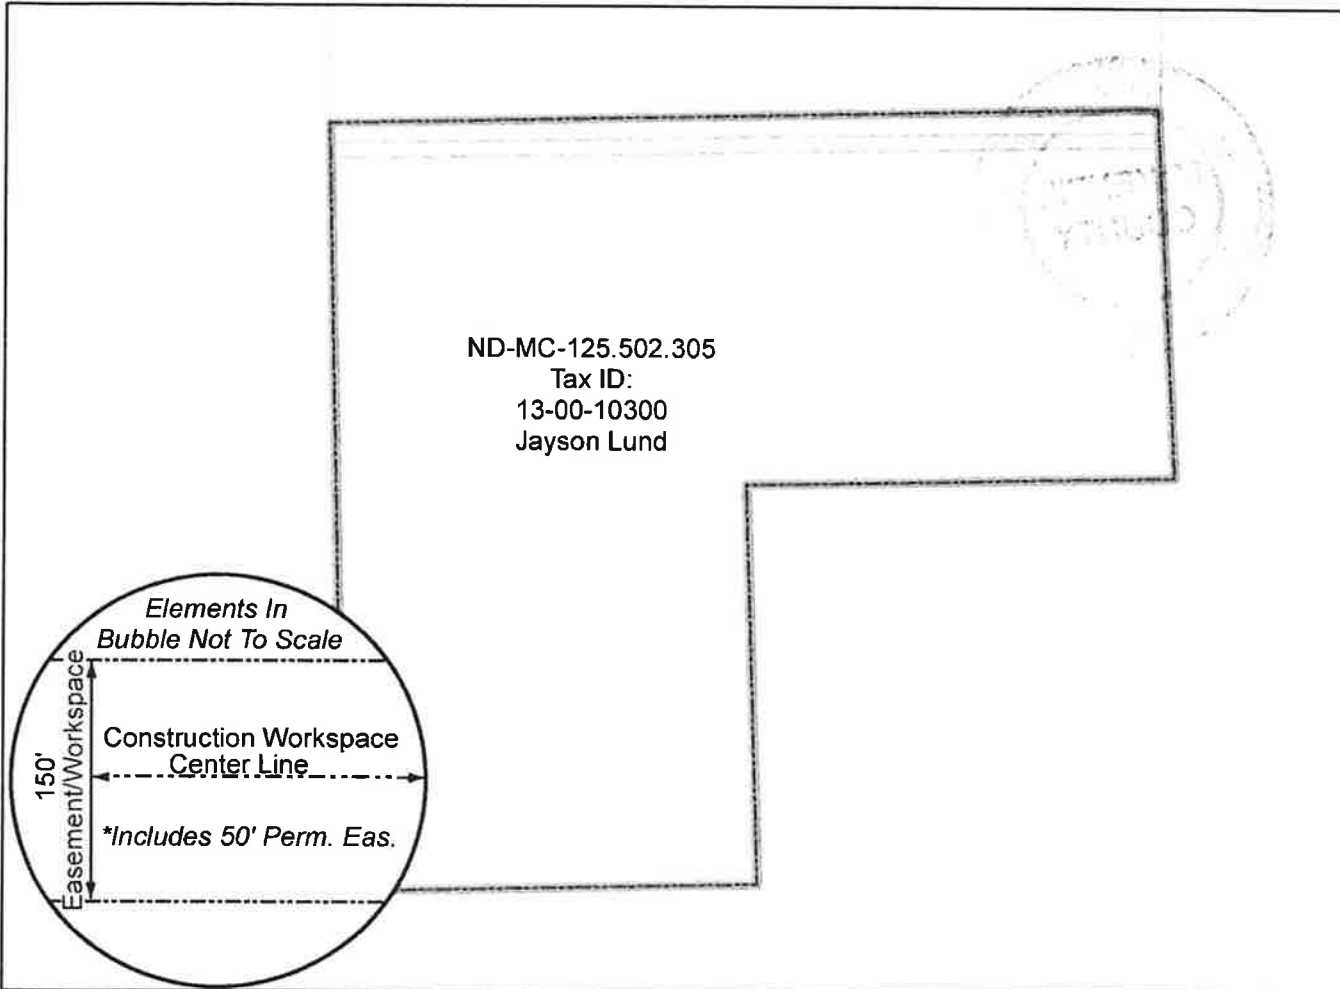 ND-MC-125.502.305
Tax ID:
13-00-10300
Jayson Lund
Elements In
Bubble Not To Scale
150'
Easement/Workspace
Construction Workspace
Center Line
*Includes 50' Perm. Eas.
COUNTY